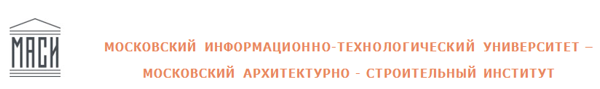 МАСИ
МОСКОВСКИЙ ИНФОРМАЦИОННО-ТЕХНОЛОГИЧЕСКИЙ УНИВЕРСИТЕТ –
МОСКОВСКИЙ АРХИТЕКТУРНО - СТРОИТЕЛЬНЫЙ ИНСТИТУТ